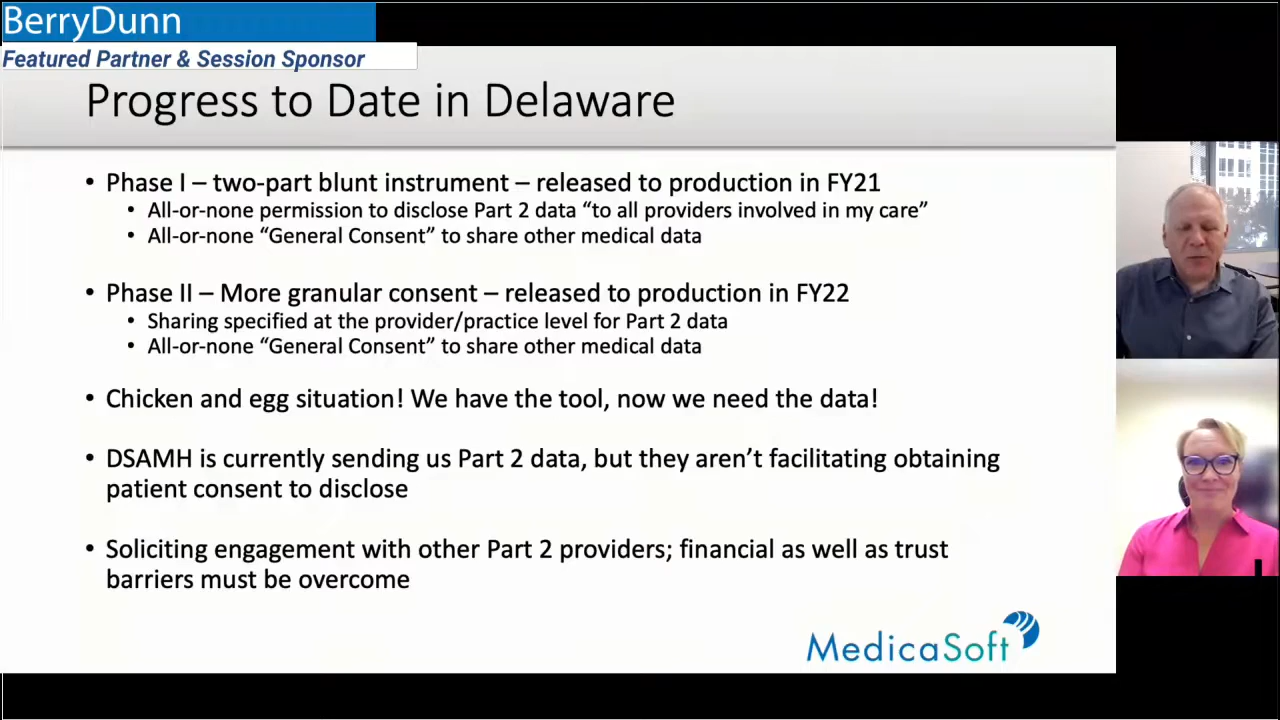 BerryDunn
Featured Partner & Session Sponsor
Progress to Date in Delaware
• Phase I – two-part blunt instrument – released to production in FY21
• All-or-none permission to disclose Part 2 data “to all providers involved in my care”
• All-or-none “General Consent” to share other medical data
• Phase II – More granular consent – released to production in FY22
• Sharing specified at the provider/practice level for Part 2 data
• All-or-none “General Consent” to share other medical data
• Chicken and egg situation! We have the tool, now we need the data!
• DSAMH is currently sending us Part 2 data, but they aren’t facilitating obtaining
patient consent to disclose
• Soliciting engagement with other Part 2 providers; financial as well as trust
barriers must be overcome
MedicaSoft